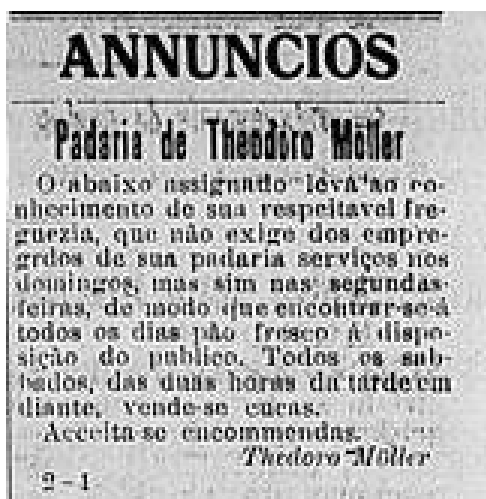 ANNUNCIOS
Padaria de Theodoro Möller
O abaixo assignado leva ao co-
nhecimento de sua respeitavel fre-
guezia, que não exige dos empre-
grdos de sua padaria serviços nos
domingos, mas sim nas segundas-
feiras, de modo que encontrar-se-á
todos os dias pão fresco á dispo-
sição do publico. Todos os sab-
bados, das duas horas da tarde em
diante, vende-se cucas.
Acceita-se encommendas.
Thedoro Möller
2-1